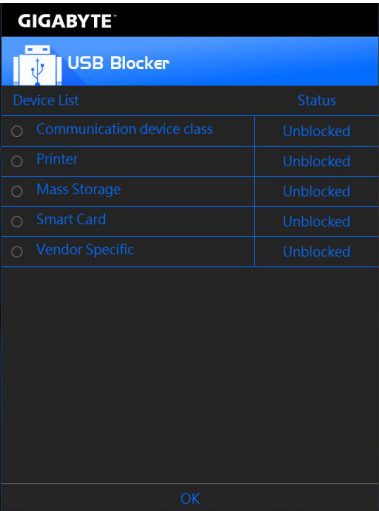 GIGABYTE™
USB Blocker
Device List Status
Communication device class Unblocked
Printer Unblocked
Mass Storage Unblocked
Smart Card Unblocked
Vendor Specific Unblocked
OK